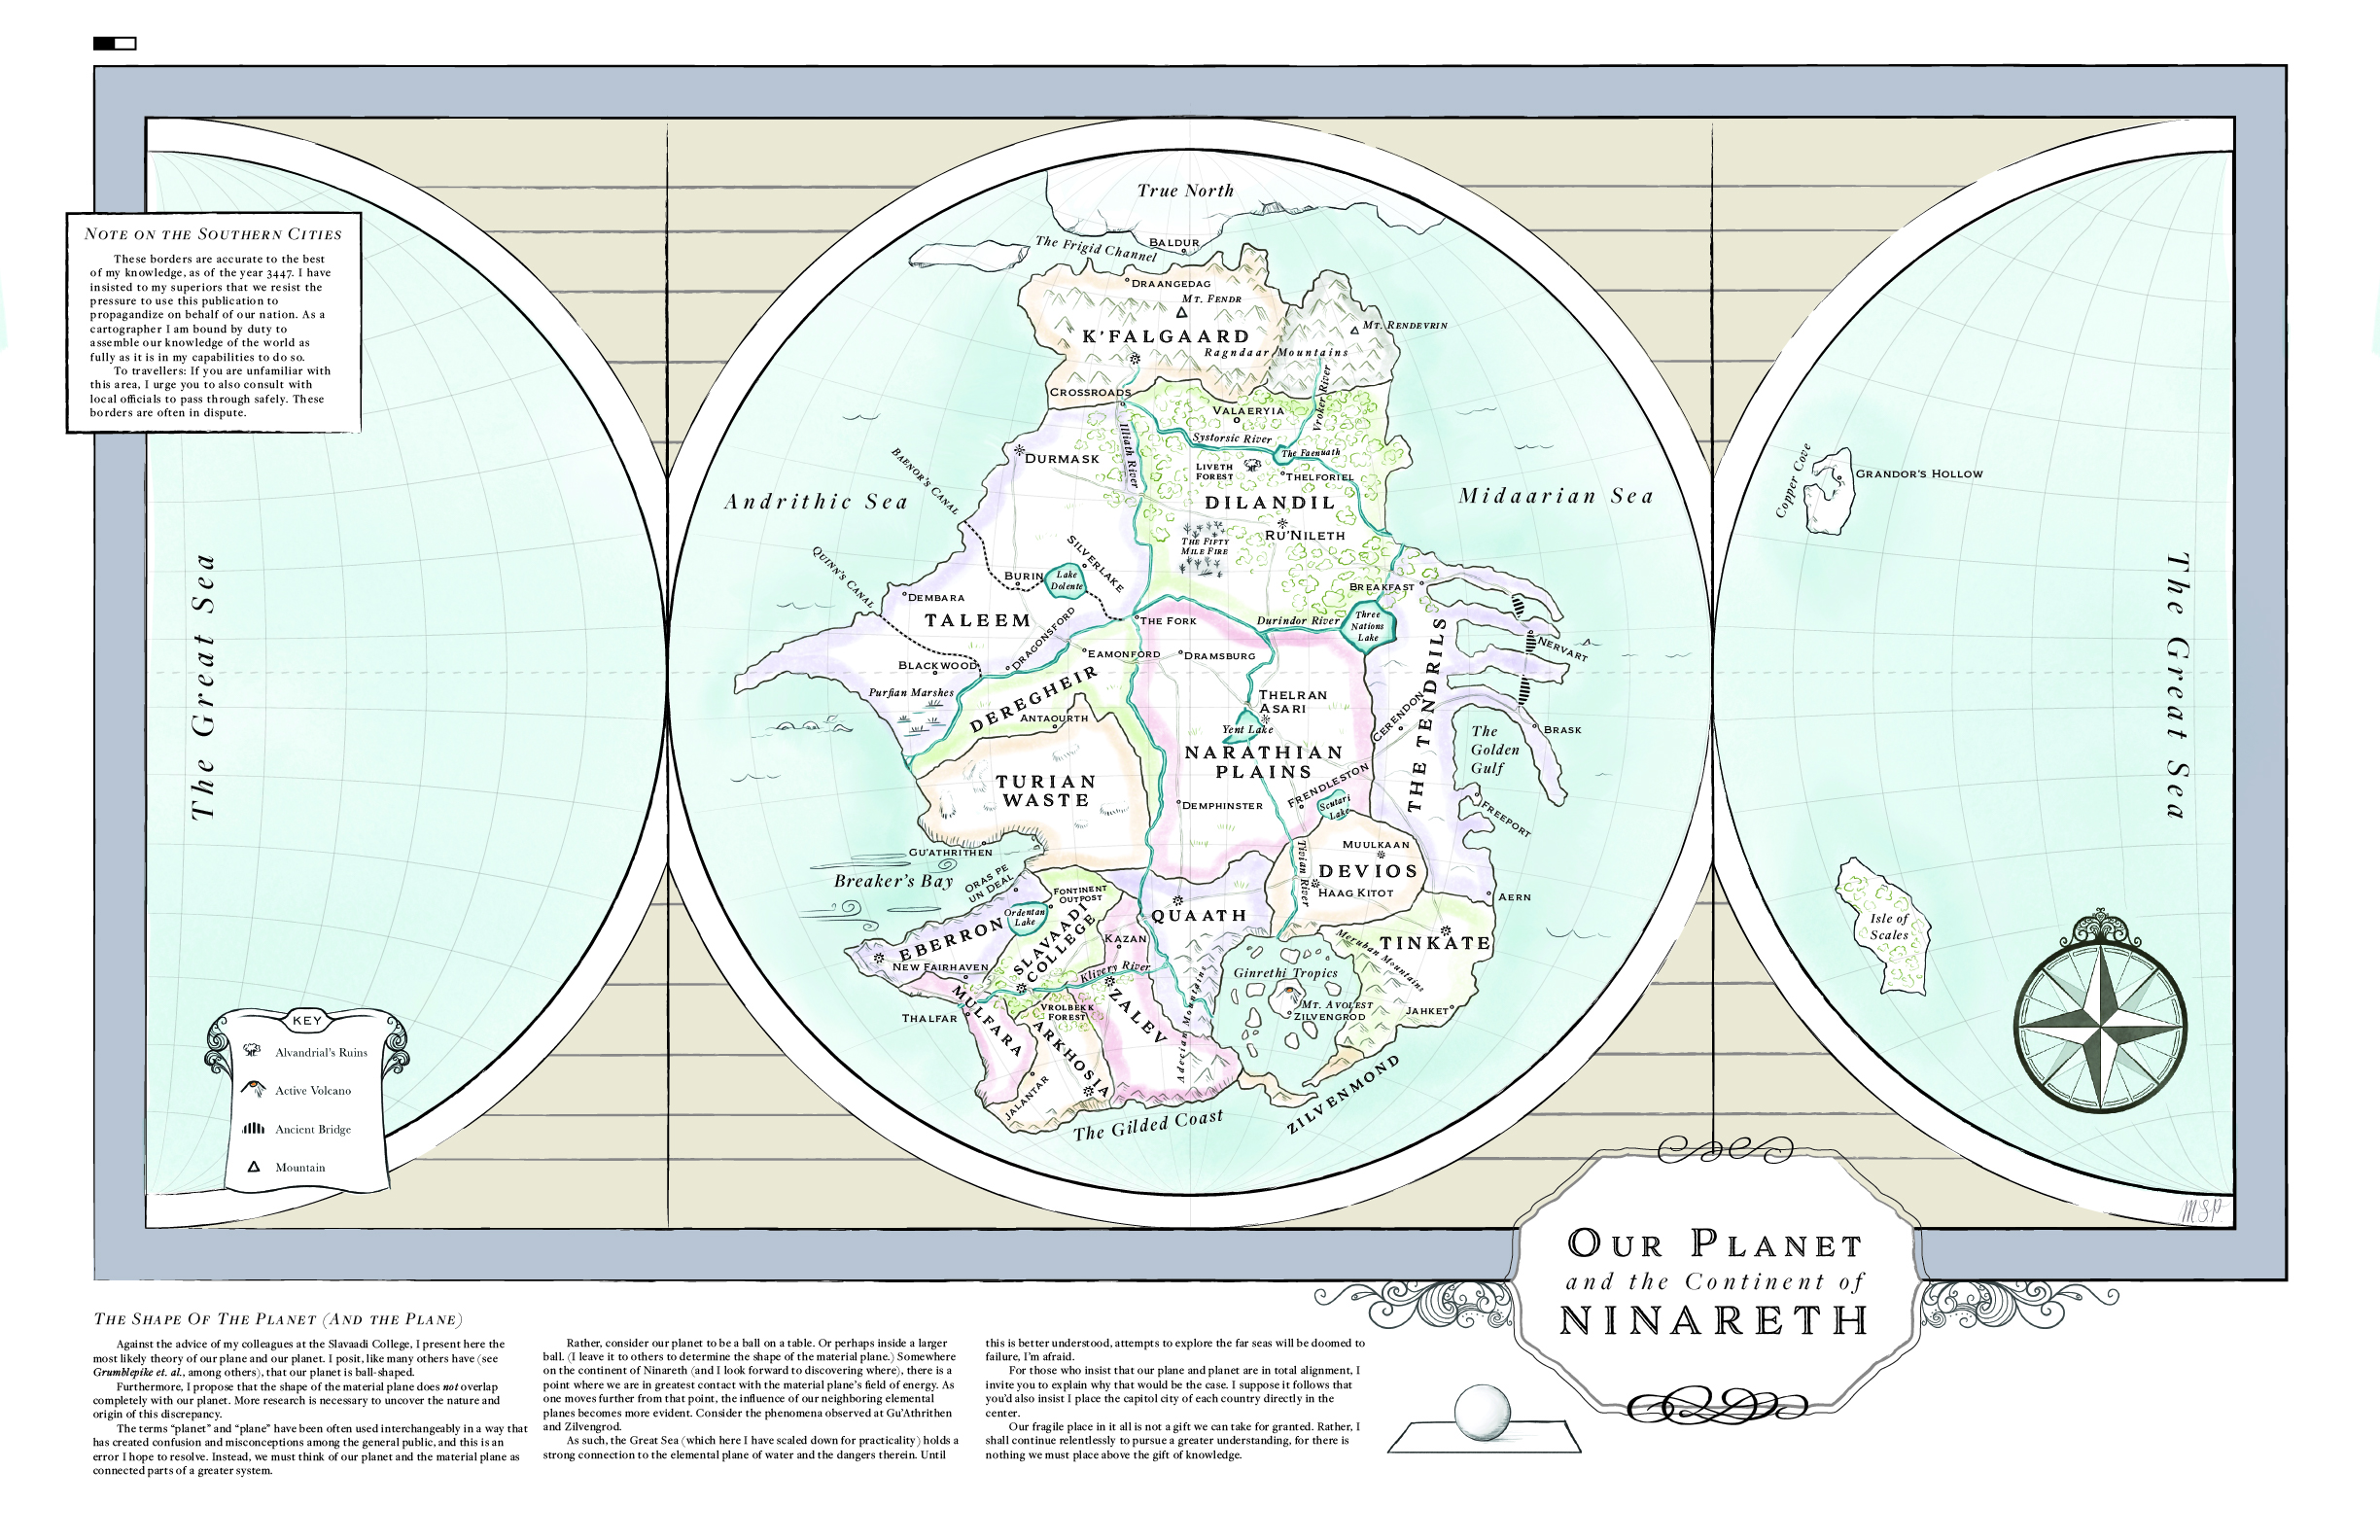 NOTE ON THE SOUTHERN CITIES
These borders are accurate to the best
of my knowledge, as of the year 3447. I have
insisted to my superiors that we resist the
pressure to use this publication to
propagandize on behalf of our nation. As a
cartographer I am bound by duty to
assemble our knowledge of the world as
fully as it is in my capabilities to do so.
To travellers: If you are unfamiliar with
this area, I urge you to also consult with
local officials to pass through safely. These
borders are often in dispute.
The Great Sea
KEY
Alvandrial's Ruins
Active Volcano
Ancient Bridge
Mountain
True North
The Frigid Channel
BALDUR
DRAANGEDAG
MT. FENDR
K'FALGAARD
MT. RENDEVRIN
Ragndaar Mountains
CROSSROADS
VALAERYIA
Vroker River
Illiath River
Systorsic River
The Faenuath
DURMASK
LIVETH
FOREST
THELFORIEL
BAENOR'S CANAL
Andrithic Sea
DILANDIL
Midaarian Sea
RU'NILETH
THE FIFTY
MILE FIRE
QUINN'S CANAL
SILVERLAKE
BURIN
Lake
Dolente
BREAKFAST
DEMBARA
TALEEM
DRAGONSFORD
THE FORK
Durindor River
Three
Nations
Lake
NERVART
EAMONFORD
DRAMSBURG
BLACKWOOD
Purfian Marshes
DEREGHEIR
ANTAOURTH
THELRAN
ASARI
Yent Lake
CERENDON
THE TENDRILS
BRASK
The
Golden
Gulf
NARATHIAN
PLAINS
TURIAN
WASTE
DEMPHINSTER
FRENDLESTON
Scutari
Lake
FREEPORT
GU'ATHRITHEN
Breaker's Bay
ORAS PE
UN DEAL
MUULKAAN
DEVIOS
Tivian River
HAAG KITOT
AERN
FONTINENT
OUTPOST
Ordentan
Lake
QUAATH
EBERRON
SLAVAADI
COLLEGE
KAZAN
TINKATE
Meruhan Mountains
NEW FAIRHAVEN
Klivery River
Ginrethi Tropics
MT. AVOLEST
ZILVENGROD
JAHKET
THALFAR
MULFARA
VROLBEKK
FOREST
ZALEV
ARKHOSIA
Adecian Mountains
JALANTAR
The Gilded Coast
ZILVENMOND
Copper Cove
GRANDOR'S HOLLOW
The Great Sea
Isle of
Scales
M.S.P.
OUR PLANET
and the Continent of
NINARETH
THE SHAPE OF THE PLANET (AND THE PLANE)
Against the advice of my colleagues at the Slavaadi College, I present here the
most likely theory of our plane and our planet. I posit, like many others have (see
Grumblepike et. al., among others), that our planet is ball-shaped.
Furthermore, I propose that the shape of the material plane does not overlap
completely with our planet. More research is necessary to uncover the nature and
origin of this discrepancy.
The terms “planet” and “plane” have been often used interchangeably in a way that
has created confusion and misconceptions among the general public, and this is an
error I hope to resolve. Instead, we must think of our planet and the material plane as
connected parts of a greater system.
Rather, consider our planet to be a ball on a table. Or perhaps inside a larger
ball. (I leave it to others to determine the shape of the material plane.) Somewhere
on the continent of Ninareth (and I look forward to discovering where), there is a
point where we are in greatest contact with the material plane's field of energy. As
one moves further from that point, the influence of our neighboring elemental
planes becomes more evident. Consider the phenomena observed at Gu'Athrithen
and Zilvengrod.
As such, the Great Sea (which here I have scaled down for practicality) holds a
strong connection to the elemental plane of water and the dangers therein. Until
this is better understood, attempts to explore the far seas will be doomed to
failure, I'm afraid.
For those who insist that our plane and planet are in total alignment, I
invite you to explain why that would be the case. I suppose it follows that
you'd also insist I place the capitol city of each country directly in the
center.
Our fragile place in it all is not a gift we can take for granted. Rather, I
shall continue relentlessly to pursue a greater understanding, for there is
nothing we must place above the gift of knowledge.